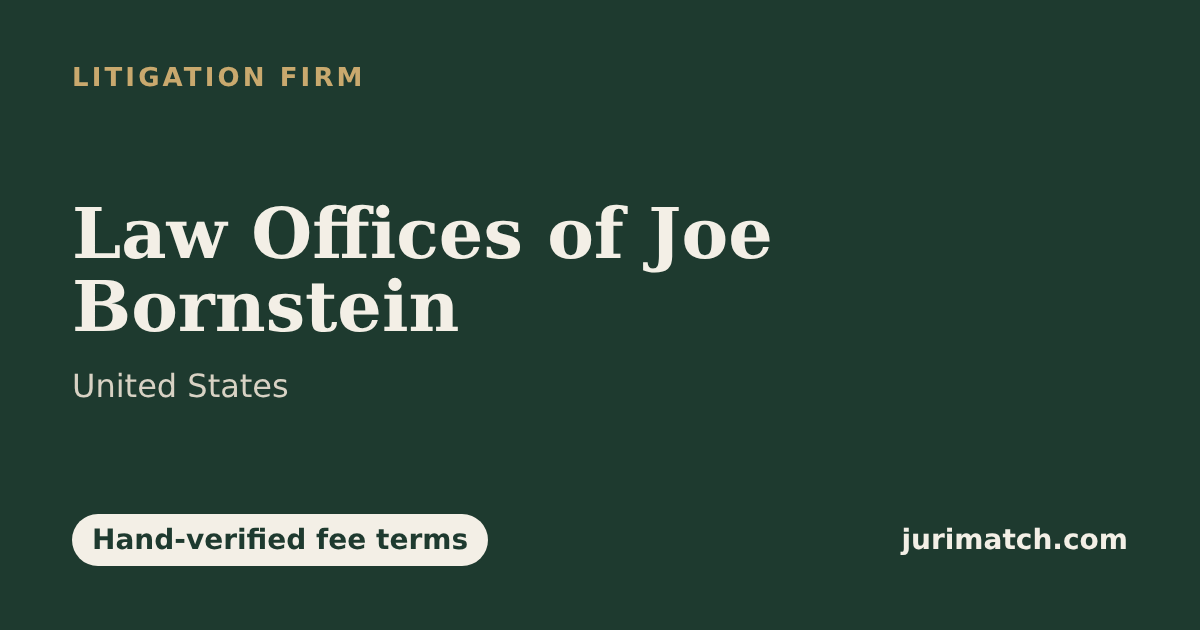 LITIGATION FIRM
Law Offices of Joe
Bornstein
United States
Hand-verified fee terms
jurimatch.com